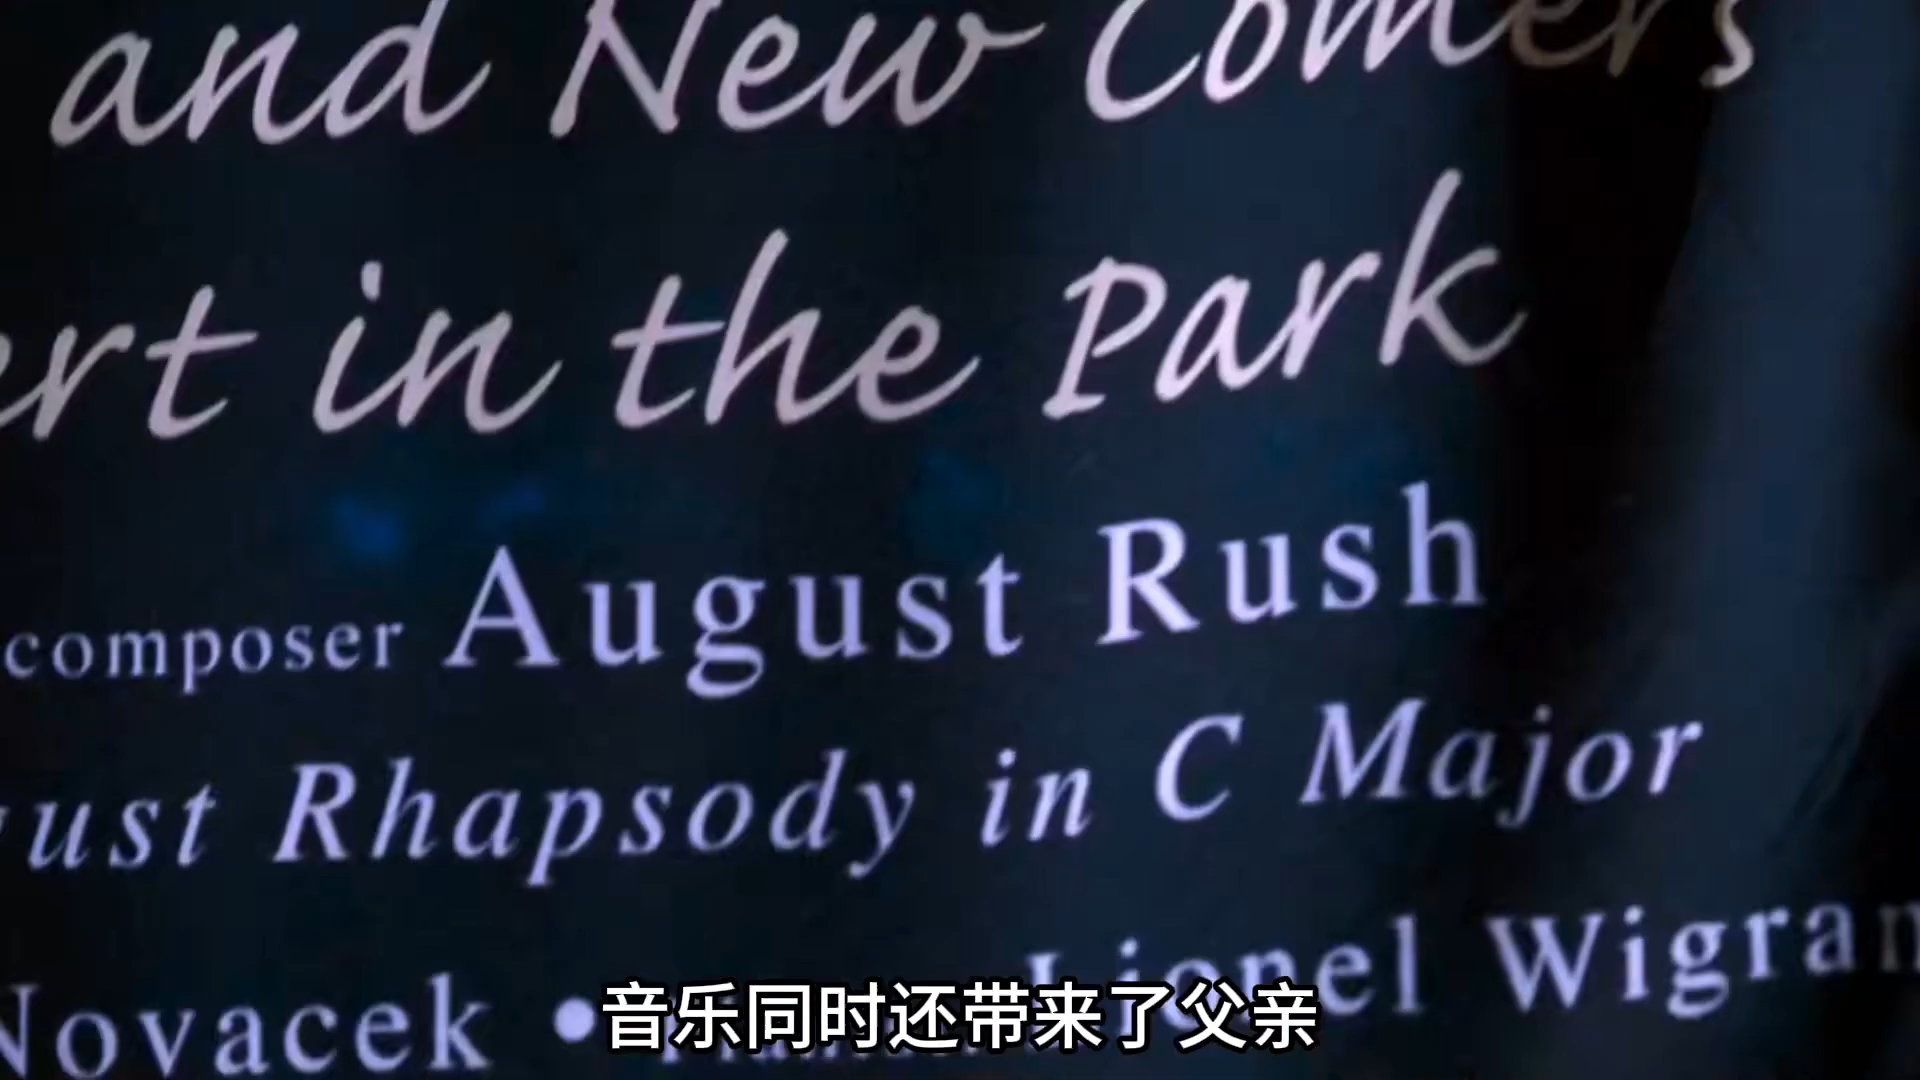 and New Comers
ert in the Park
composer August Rush
ust Rhapsody in C Major
Novacek • Lionel Wigram
音乐同时还带来了父亲